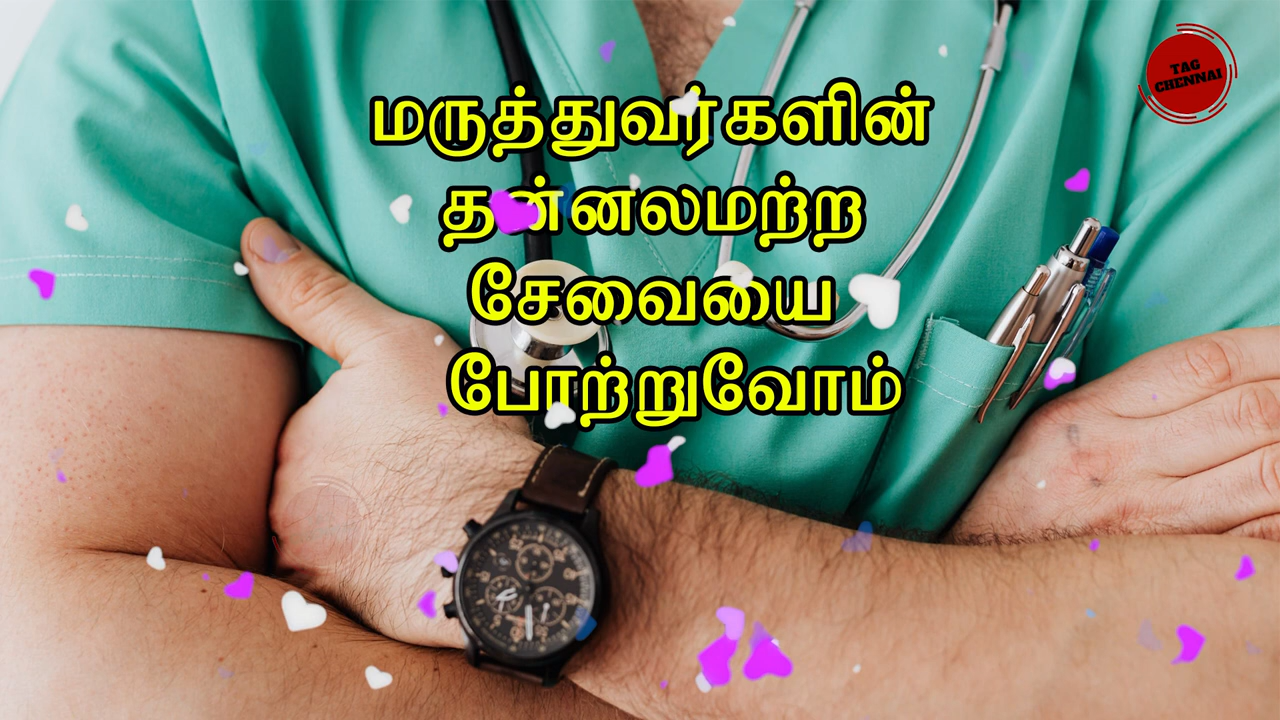 மருத்துவர்களின்
தன்னலமற்ற
சேவையை
போற்றுவோம்
TAG
CHENNAI